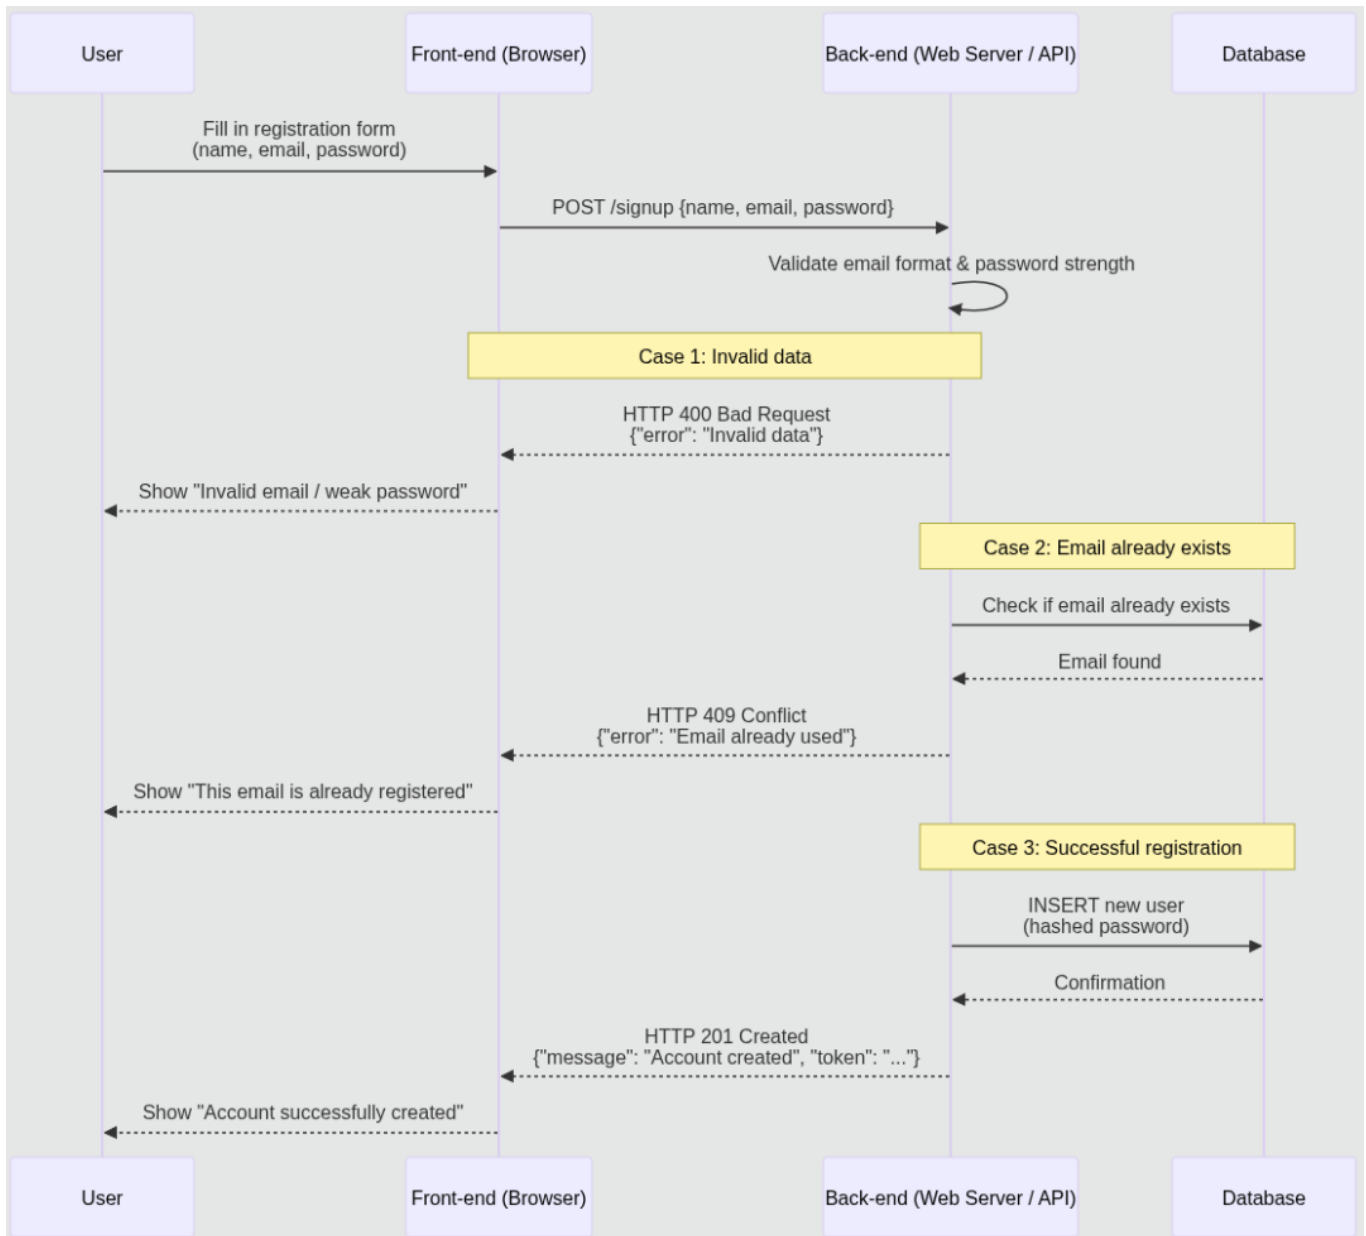 User
Front-end (Browser)
Back-end (Web Server / API)
Database
Fill in registration form
(name, email, password)
POST /signup {name, email, password}
Validate email format & password strength
Case 1: Invalid data
HTTP 400 Bad Request
{"error": "Invalid data"}
Show "Invalid email / weak password"
Case 2: Email already exists
Check if email already exists
Email found
HTTP 409 Conflict
{"error": "Email already used"}
Show "This email is already registered"
Case 3: Successful registration
INSERT new user
(hashed password)
Confirmation
HTTP 201 Created
{"message": "Account created", "token": "..."}
Show "Account successfully created"
User
Front-end (Browser)
Back-end (Web Server / API)
Database